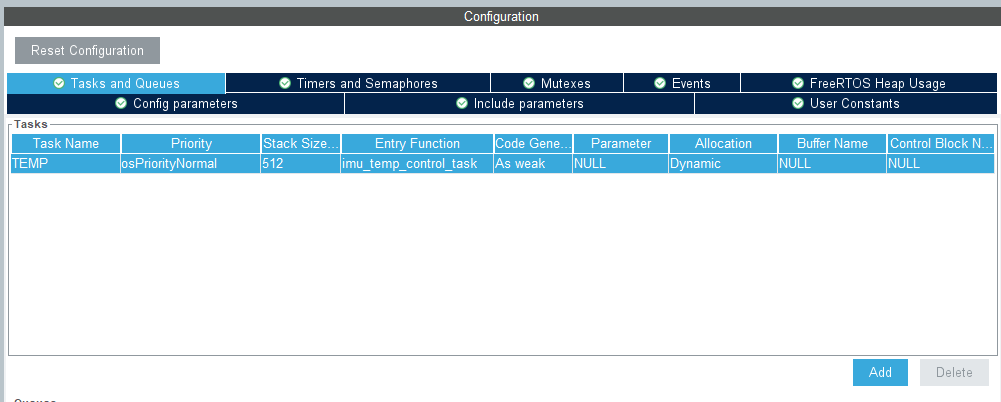 Configuration
Reset Configuration
Tasks and Queues Timers and Semaphores Mutexes Events FreeRTOS Heap Usage
Config parameters Include parameters User Constants
Tasks
Task Name Priority Stack Size... Entry Function Code Gene... Parameter Allocation Buffer Name Control Block N...
TEMP osPriorityNormal 512 imu_temp_control_task As weak NULL Dynamic NULL NULL
Add Delete